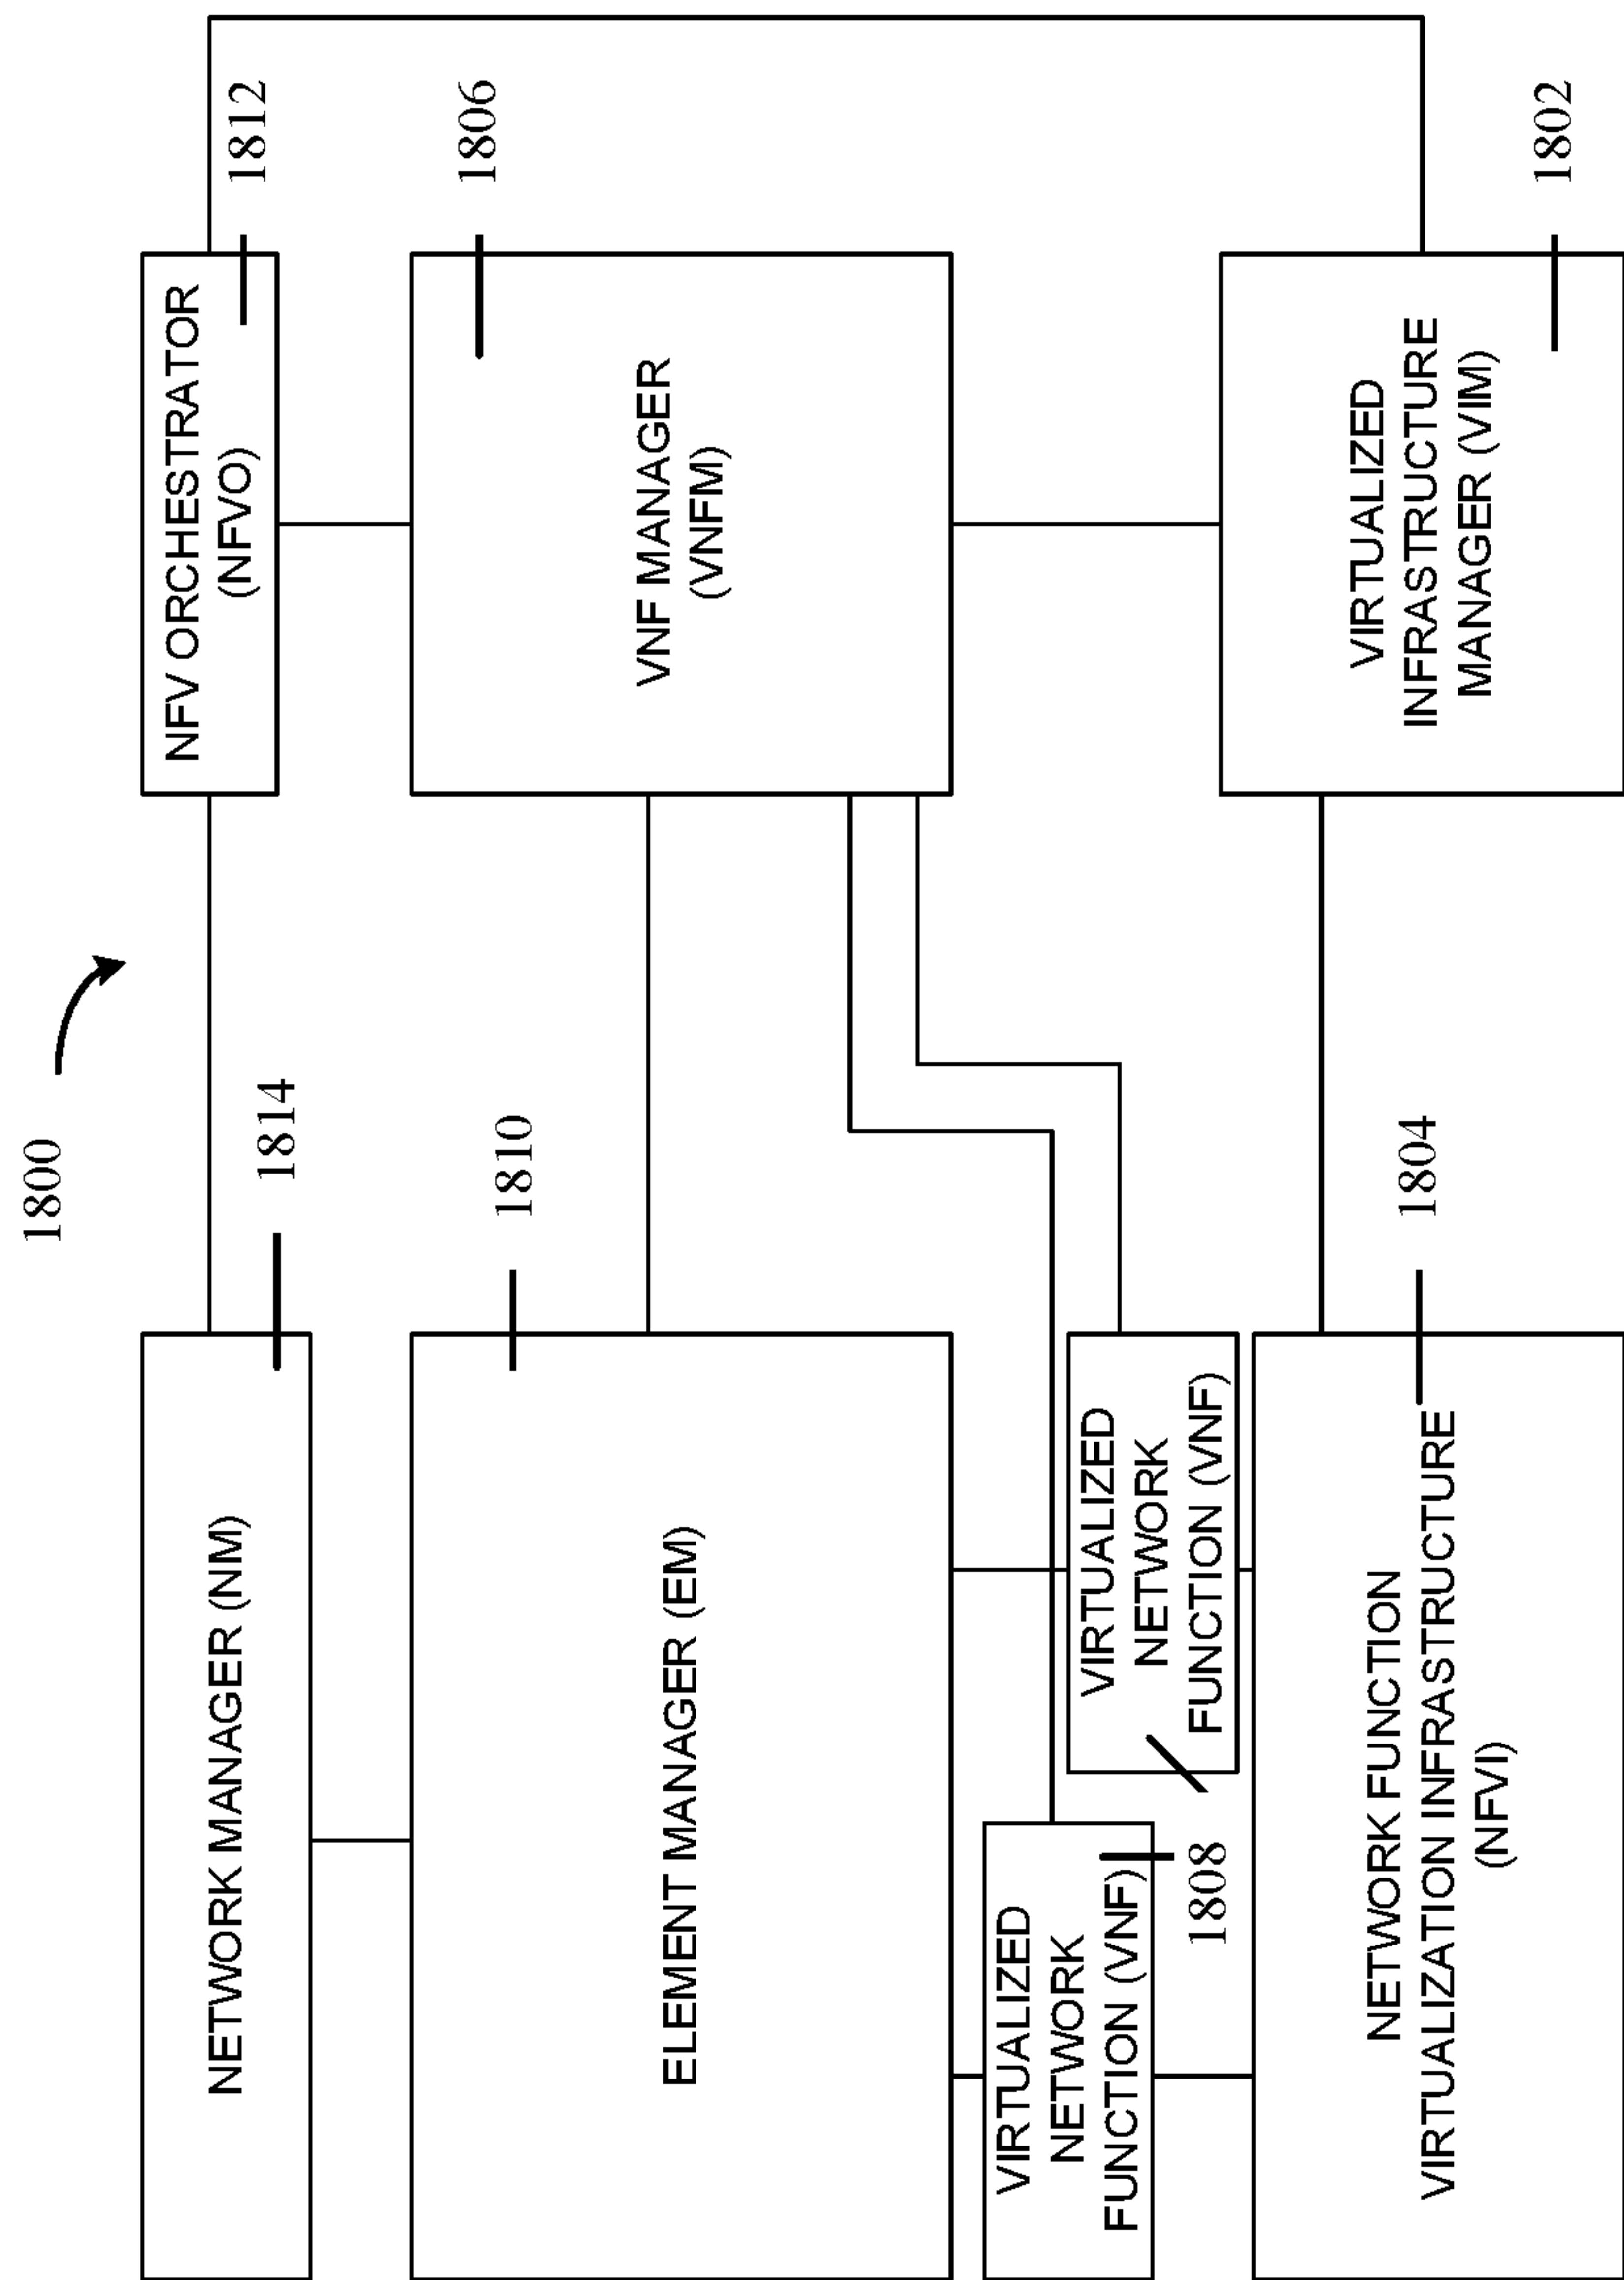 1800
NETWORK MANAGER (NM)
1814
NFV ORCHESTRATOR
(NFVO)
1812
ELEMENT MANAGER (EM)
1810
VNF MANAGER
(VNFM)
1806
VIRTUALIZED
NETWORK
FUNCTION (VNF)
1808
VIRTUALIZED
NETWORK
FUNCTION (VNF)
NETWORK FUNCTION
VIRTUALIZATION INFRASTRUCTURE
(NFVI)
1804
VIRTUALIZED
INFRASTRUCTURE
MANAGER (VIM)
1802